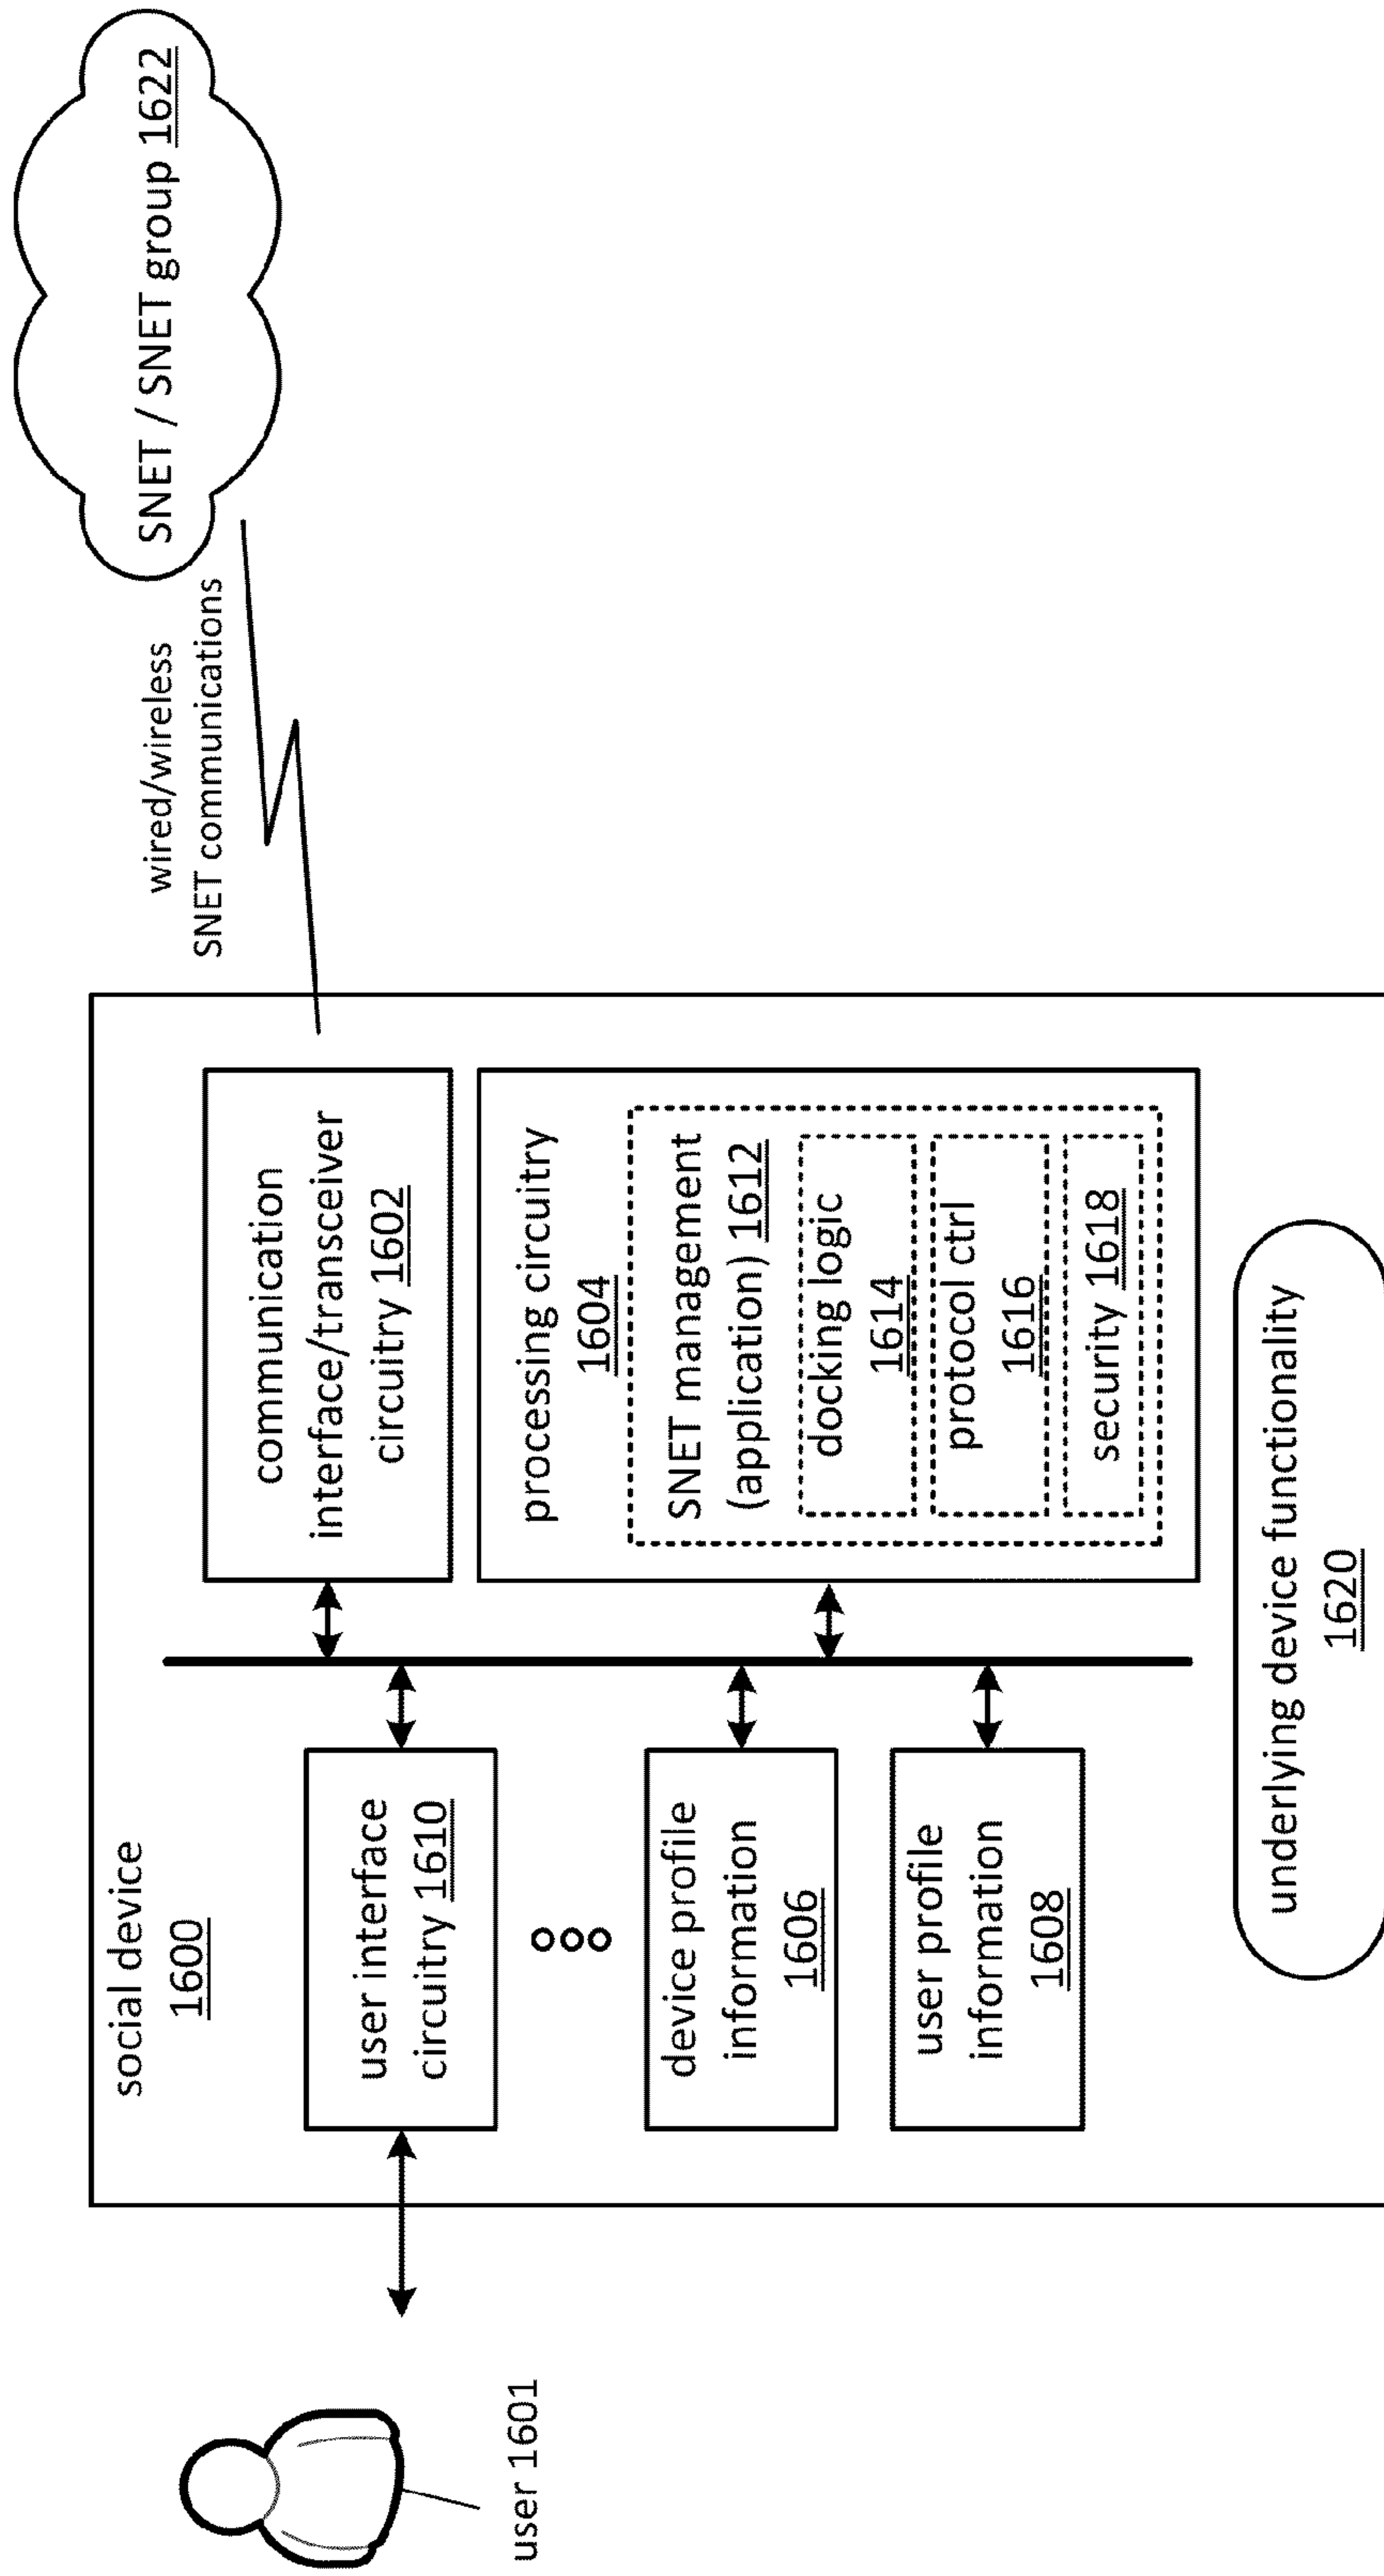 social device
1600
user interface
circuitry 1610
device profile
information
1606
user profile
information
1608
communication
interface/transceiver
circuitry 1602
processing circuitry
1604
SNET management
(application) 1612
docking logic
1614
protocol ctrl
1616
security 1618
underlying device functionality
1620
user 1601
wired/wireless
SNET communications
SNET / SNET group 1622